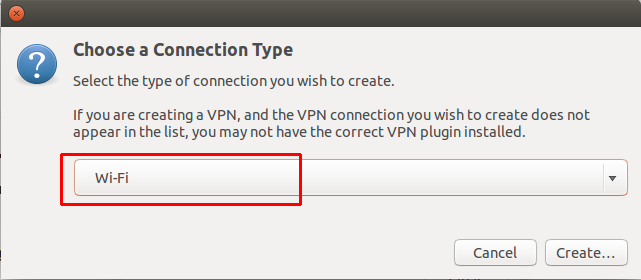 Choose a Connection Type
Select the type of connection you wish to create.
If you are creating a VPN, and the VPN connection you wish to create does not
appear in the list, you may not have the correct VPN plugin installed.
Wi-Fi
Cancel
Create...